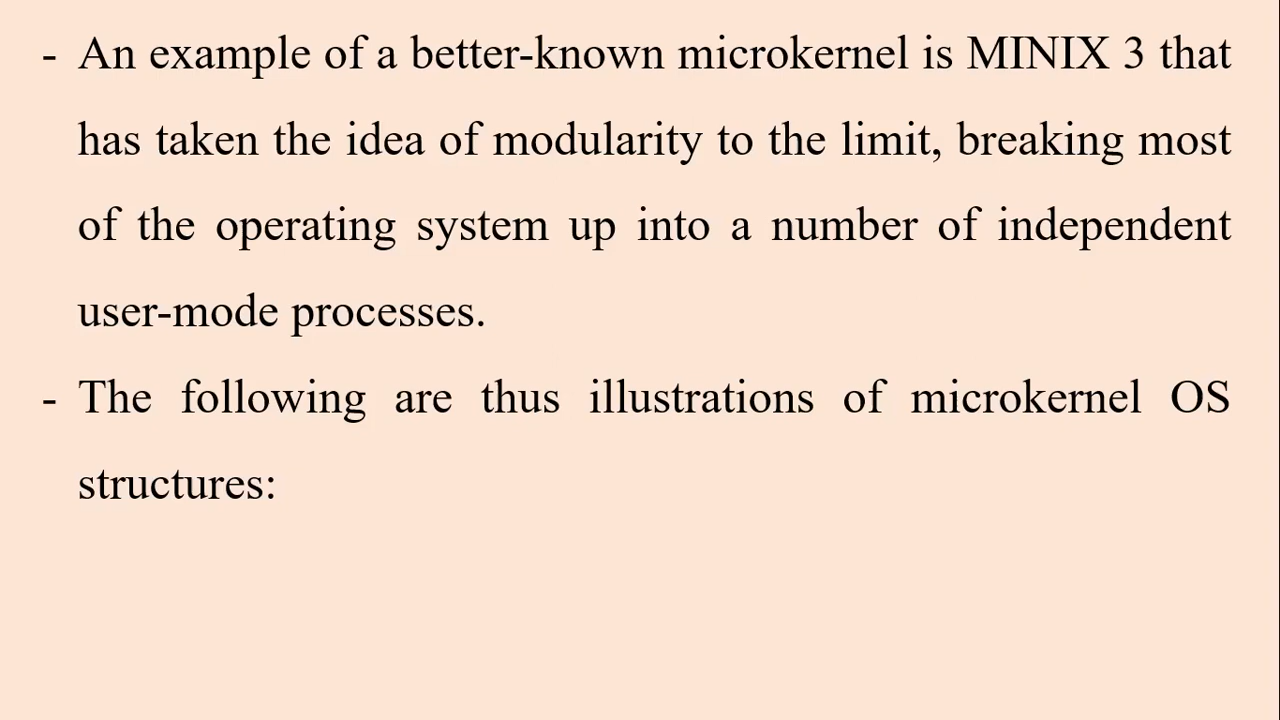 - An example of a better-known microkernel is MINIX 3 that
has taken the idea of modularity to the limit, breaking most
of the operating system up into a number of independent
user-mode processes.
- The following are thus illustrations of microkernel OS
structures: